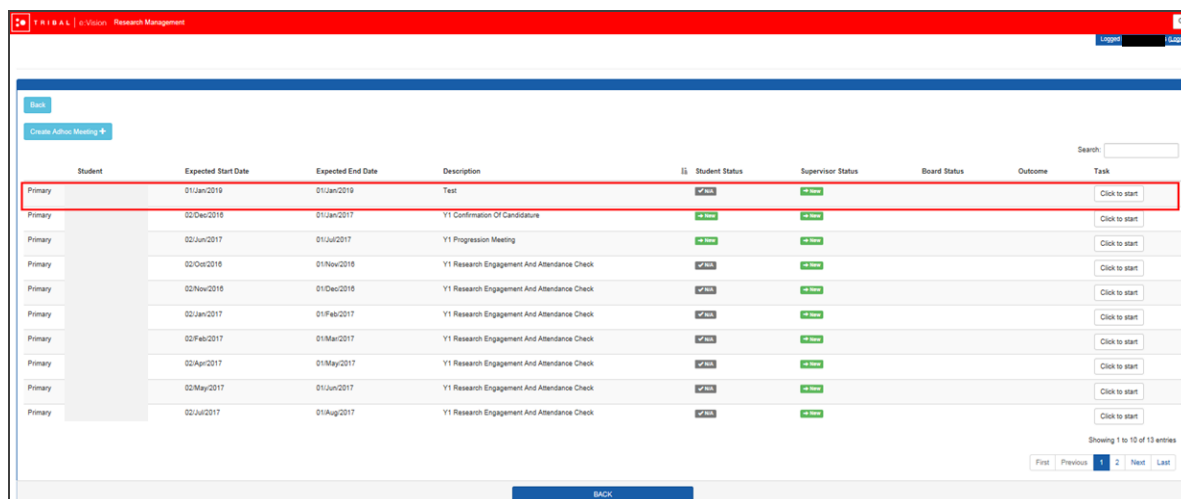 TRIBAL e:Vision Research Management
Logged
Back
Create Adhoc Meeting +
Search:
Student Expected Start Date Expected End Date Description Student Status Supervisor Status Board Status Outcome Task
Primary 01/Jan/2019 01/Jan/2019 Test N/A New Click to start
Primary 02/Dec/2016 01/Jan/2017 Y1 Confirmation Of Candidature New New Click to start
Primary 02/Jun/2017 01/Jul/2017 Y1 Progression Meeting New New Click to start
Primary 02/Oct/2016 01/Nov/2016 Y1 Research Engagement And Attendance Check N/A New Click to start
Primary 02/Nov/2016 01/Dec/2016 Y1 Research Engagement And Attendance Check N/A New Click to start
Primary 02/Jan/2017 01/Feb/2017 Y1 Research Engagement And Attendance Check N/A New Click to start
Primary 02/Feb/2017 01/Mar/2017 Y1 Research Engagement And Attendance Check N/A New Click to start
Primary 02/Apr/2017 01/May/2017 Y1 Research Engagement And Attendance Check N/A New Click to start
Primary 02/May/2017 01/Jun/2017 Y1 Research Engagement And Attendance Check N/A New Click to start
Primary 02/Jul/2017 01/Aug/2017 Y1 Research Engagement And Attendance Check N/A New Click to start
Showing 1 to 10 of 13 entries
First Previous 1 2 Next Last
BACK